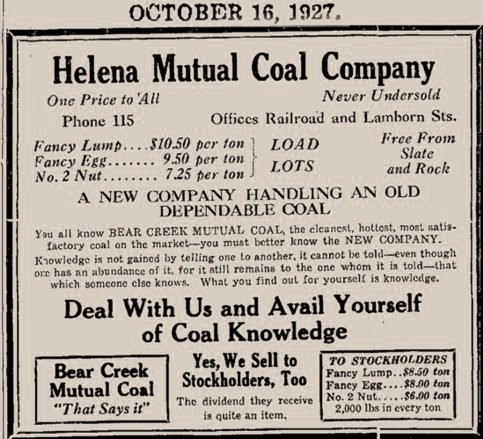 OCTOBER 16, 1927.
Helena Mutual Coal Company
One Price to All
Never Undersold
Phone 115
Offices Railroad and Lamborn Sts.
Fancy Lump....$10.50 per ton
Fancy Egg....... 9.50 per ton
No. 2 Nut....... 7.25 per ton
LOAD
LOTS
Free From
Slate
and Rock
A NEW COMPANY HANDLING AN OLD
DEPENDABLE COAL
You all know BEAR CREEK MUTUAL COAL, the cleanest, hottest, most satis-
factory coal on the market—you must better know the NEW COMPANY.
Knowledge is not gained by telling one to another, it cannot be told—even though
one has an abundance of it, for it still remains to the one whom it is told—that
which someone else knows. What you find out for yourself is knowledge.
Deal With Us and Avail Yourself
of Coal Knowledge
Bear Creek
Mutual Coal
"That Says it"
Yes, We Sell to
Stockholders, Too
The dividend they receive
is quite an item.
TO STOCKHOLDERS
Fancy Lump..$8.50 ton
Fancy Egg....$8.00 ton
No. 2 Nut....$6.00 ton
2,000 lbs in every ton